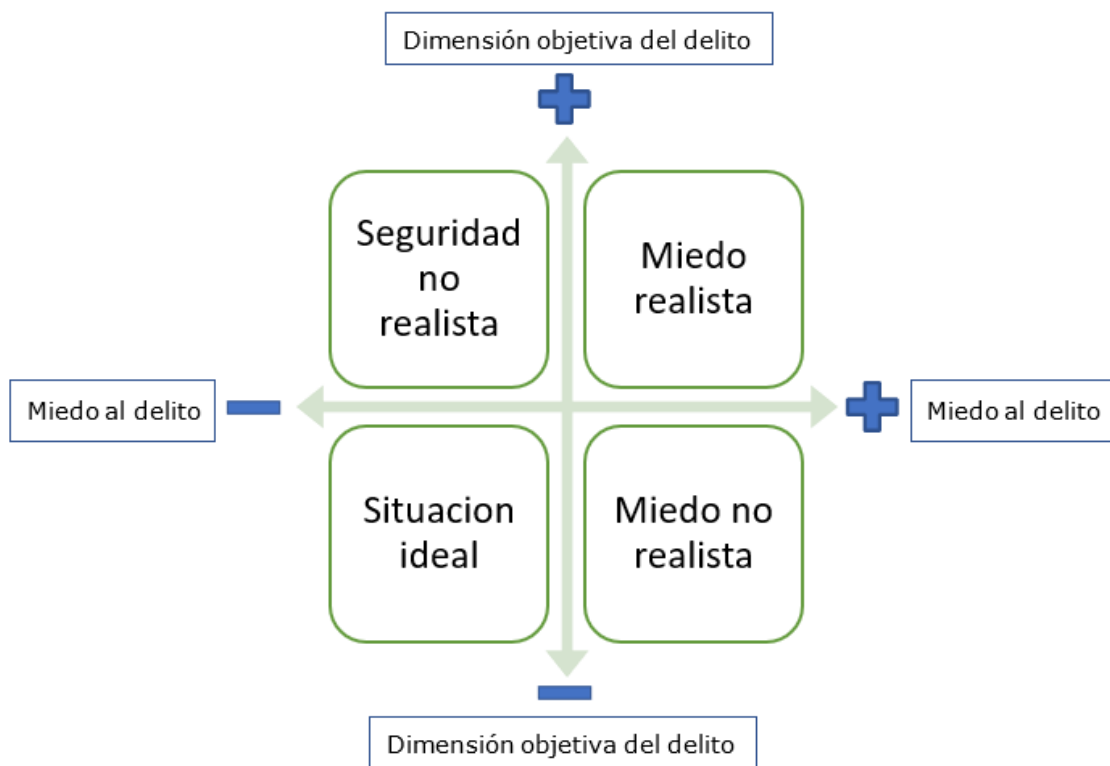 Dimensión objetiva del delito
Seguridad
no
realista
Miedo
realista
Miedo al delito
Miedo al delito
Situacion
ideal
Miedo no
realista
Dimensión objetiva del delito